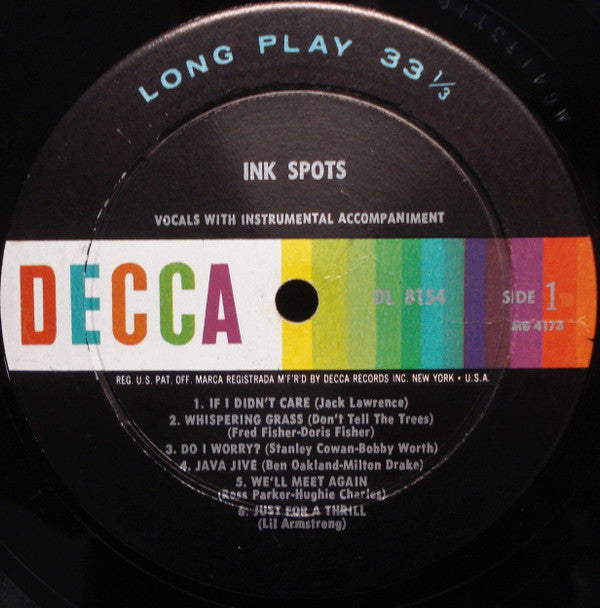 LONG PLAY 33 1/3
INK SPOTS
VOCALS WITH INSTRUMENTAL ACCOMPANIMENT
DECCA
DL 8154
SIDE 1
MG 4173
REG. U.S. PAT. OFF. MARCA REGISTRADA M'F'R'D BY DECCA RECORDS INC. NEW YORK • U.S.A.
1. IF I DIDN'T CARE (Jack Lawrence)
2. WHISPERING GRASS (Don't Tell The Trees)
(Fred Fisher-Doris Fisher)
3. DO I WORRY? (Stanley Cowan-Bobby Worth)
4. JAVA JIVE (Ben Oakland-Milton Drake)
5. WE'LL MEET AGAIN
(Ross Parker-Hughie Charles)
6. JUST FOR A THRILL
(Lil Armstrong)